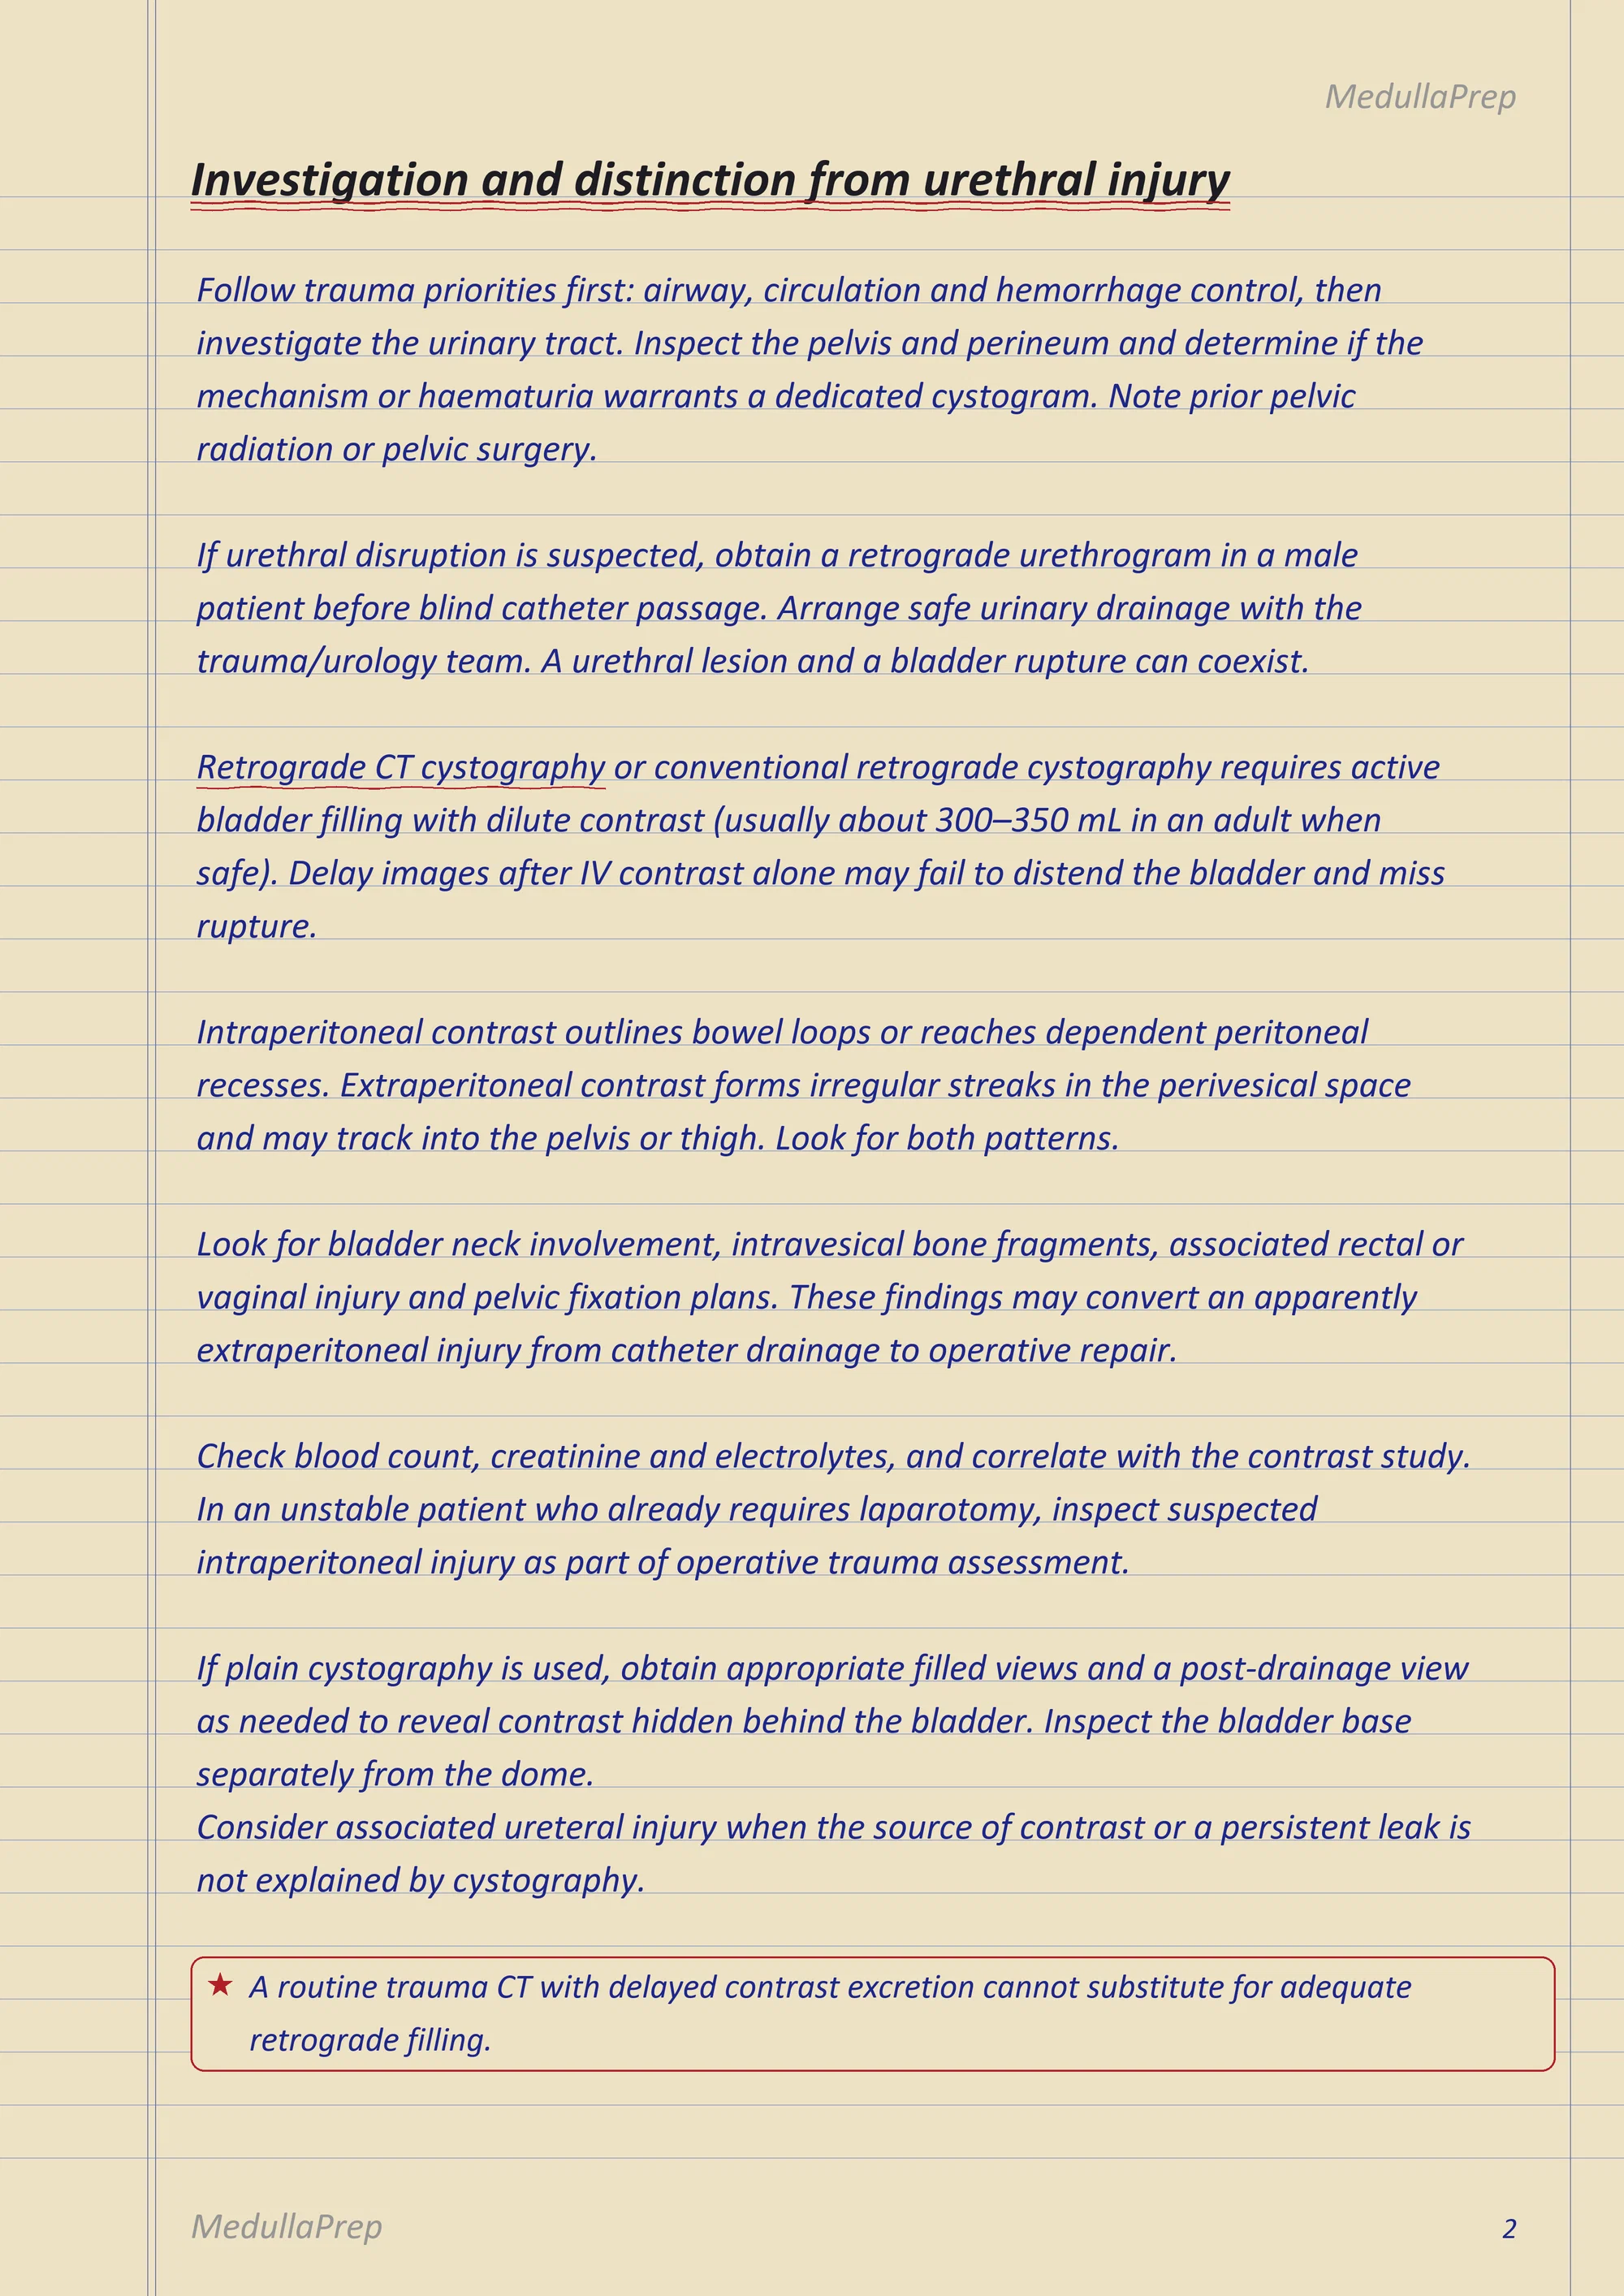 MedullaPrep
Investigation and distinction from urethral injury
Follow trauma priorities first: airway, circulation and hemorrhage control, then
investigate the urinary tract. Inspect the pelvis and perineum and determine if the
mechanism or haematuria warrants a dedicated cystogram. Note prior pelvic
radiation or pelvic surgery.
If urethral disruption is suspected, obtain a retrograde urethrogram in a male
patient before blind catheter passage. Arrange safe urinary drainage with the
trauma/urology team. A urethral lesion and a bladder rupture can coexist.
Retrograde CT cystography or conventional retrograde cystography requires active
bladder filling with dilute contrast (usually about 300–350 mL in an adult when
safe). Delay images after IV contrast alone may fail to distend the bladder and miss
rupture.
Intraperitoneal contrast outlines bowel loops or reaches dependent peritoneal
recesses. Extraperitoneal contrast forms irregular streaks in the perivesical space
and may track into the pelvis or thigh. Look for both patterns.
Look for bladder neck involvement, intravesical bone fragments, associated rectal or
vaginal injury and pelvic fixation plans. These findings may convert an apparently
extraperitoneal injury from catheter drainage to operative repair.
Check blood count, creatinine and electrolytes, and correlate with the contrast study.
In an unstable patient who already requires laparotomy, inspect suspected
intraperitoneal injury as part of operative trauma assessment.
If plain cystography is used, obtain appropriate filled views and a post-drainage view
as needed to reveal contrast hidden behind the bladder. Inspect the bladder base
separately from the dome.
Consider associated ureteral injury when the source of contrast or a persistent leak is
not explained by cystography.
★ A routine trauma CT with delayed contrast excretion cannot substitute for adequate
retrograde filling.
MedullaPrep
2